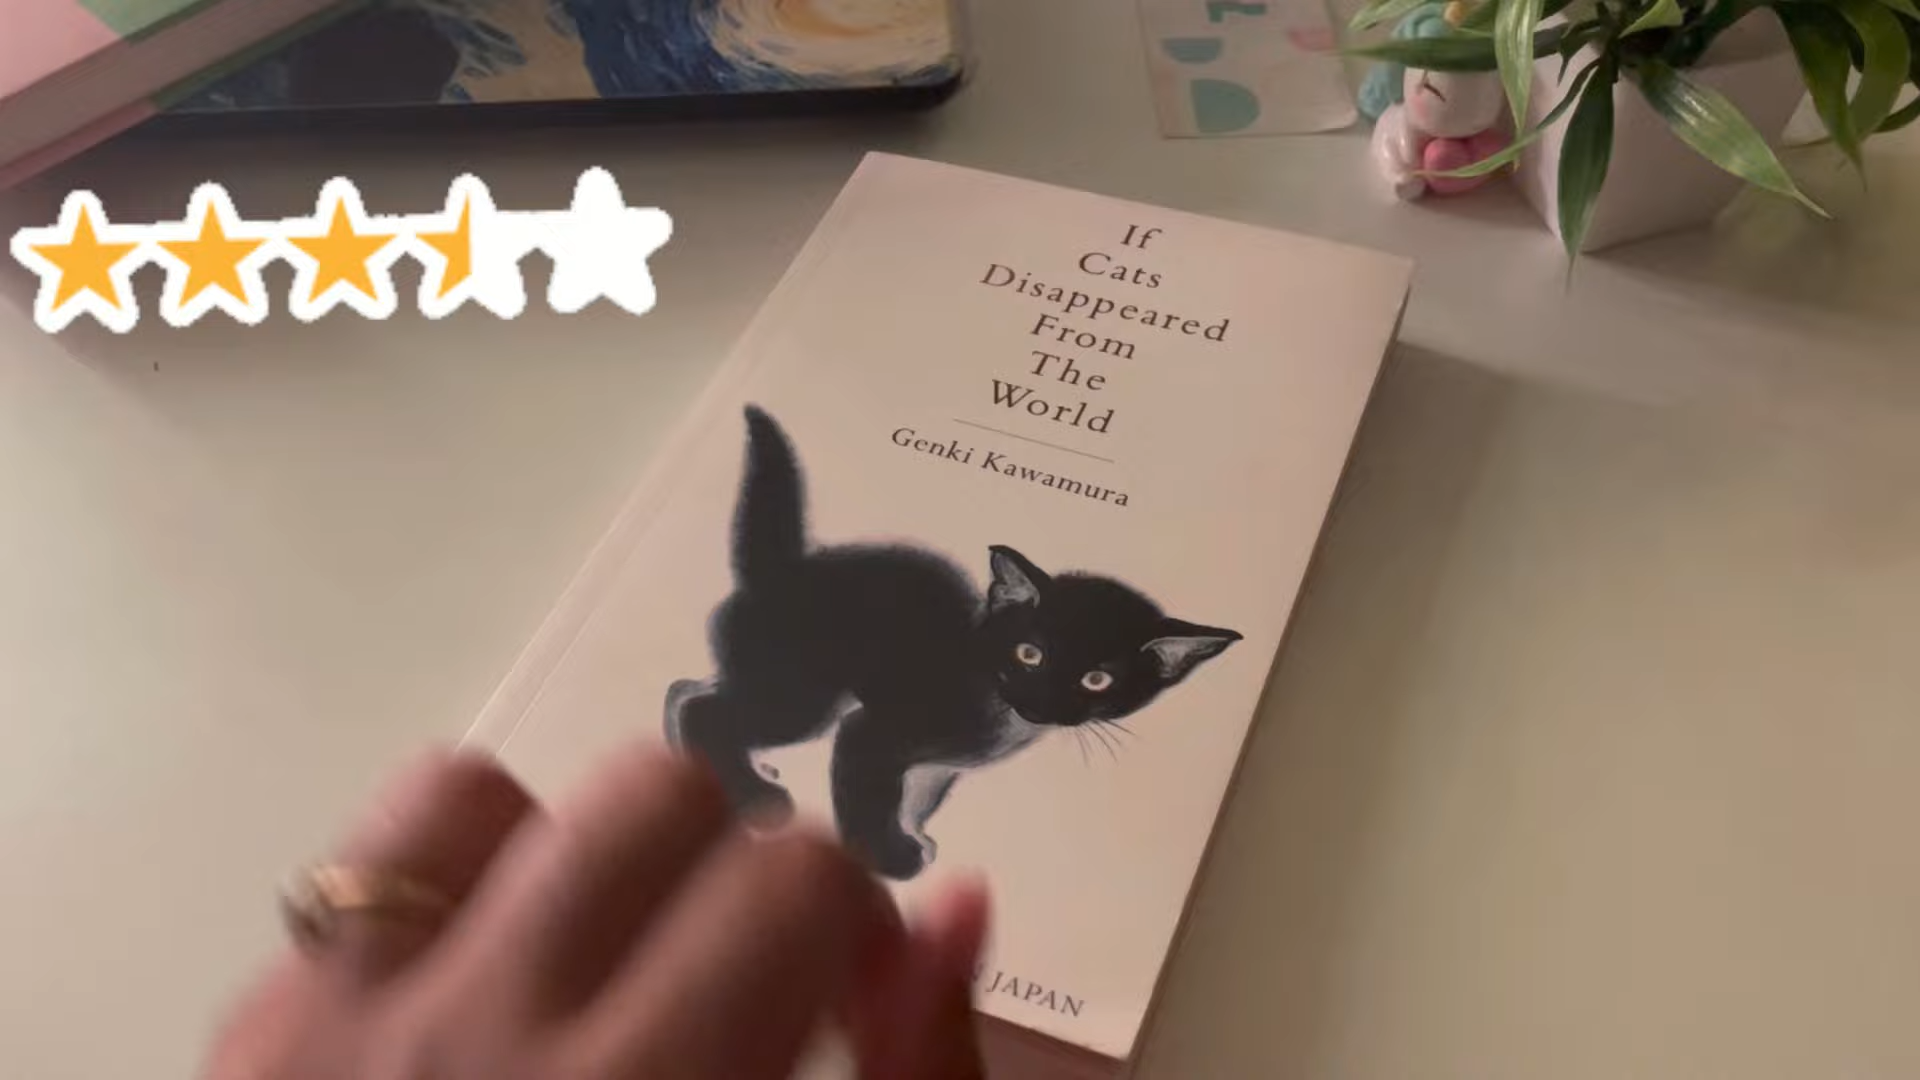 If
Cats
Disappeared
From
The
World
Genki Kawamura
JAPAN